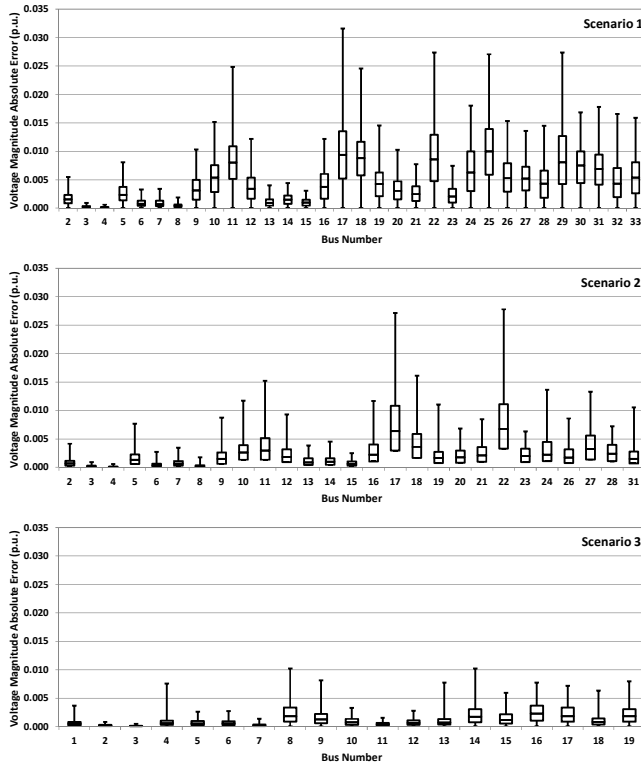 Voltage Magnitude Absolute Error (p.u.)
0.035
0.030
0.025
0.020
0.015
0.010
0.005
0.000
Scenario 1
2 3 4 5 6 7 8 9 10 11 12 13 14 15 16 17 18 19 20 21 22 23 24 25 26 27 28 29 30 31 32 33
Bus Number
Voltage Magnitude Absolute Error (p.u.)
0.035
0.030
0.025
0.020
0.015
0.010
0.005
0.000
Scenario 2
2 3 4 5 6 7 8 9 10 11 12 13 14 15 16 17 18 19 20 21 22 23 24 26 27 28 31
Bus Number
Voltage Magnitude Absolute Error (p.u.)
0.035
0.030
0.025
0.020
0.015
0.010
0.005
0.000
Scenario 3
1 2 3 4 5 6 7 8 9 10 11 12 13 14 15 16 17 18 19
Bus Number